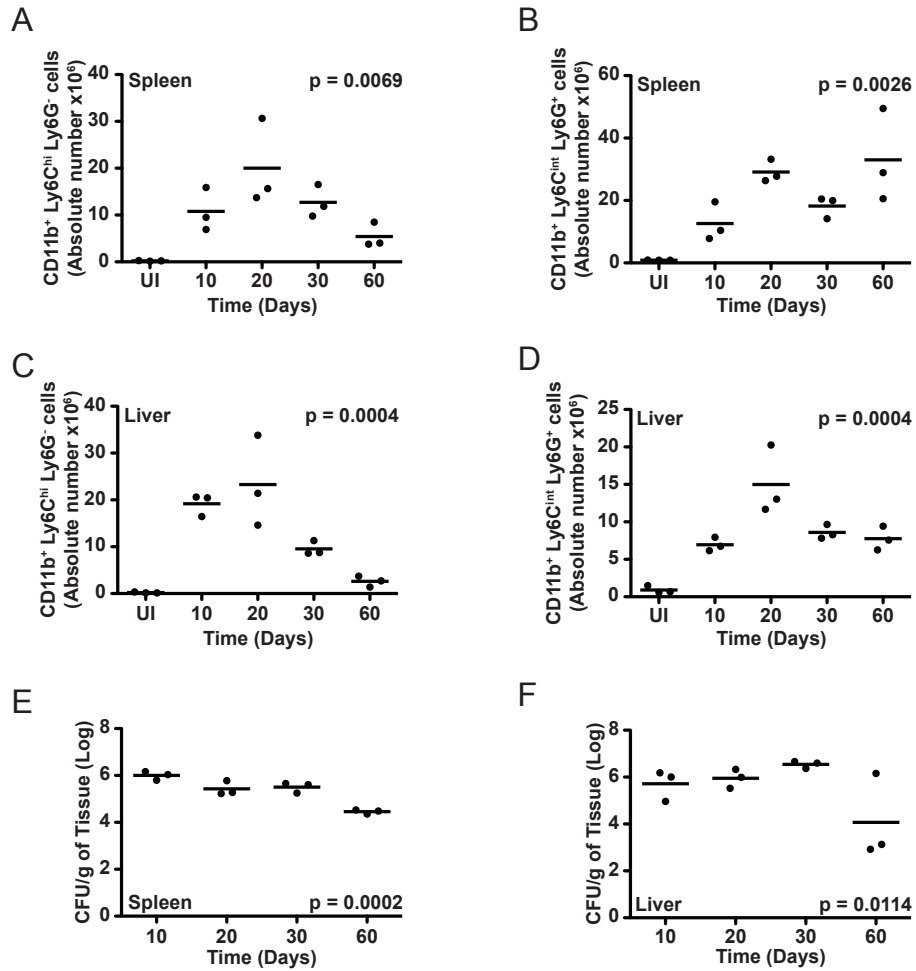 A
CD11b⁺ Ly6Cʰⁱ Ly6G⁻ cells
(Absolute number x10⁶)
40
30
20
10
0
Spleen
p = 0.0069
UI 10 20 30 60
Time (Days)
B
CD11b⁺ Ly6Cⁱⁿᵗ Ly6G⁺ cells
(Absolute number x10⁶)
60
40
20
0
Spleen
p = 0.0026
UI 10 20 30 60
Time (Days)
C
CD11b⁺ Ly6Cʰⁱ Ly6G⁻ cells
(Absolute number x10⁶)
40
30
20
10
0
Liver
p = 0.0004
UI 10 20 30 60
Time (Days)
D
CD11b⁺ Ly6Cⁱⁿᵗ Ly6G⁺ cells
(Absolute number x10⁶)
25
20
15
10
5
0
Liver
p = 0.0004
UI 10 20 30 60
Time (Days)
E
CFU/g of Tissue (Log)
8
6
4
2
0
Spleen
p = 0.0002
10 20 30 60
Time (Days)
F
CFU/g of Tissue (Log)
8
6
4
2
0
Liver
p = 0.0114
10 20 30 60
Time (Days)